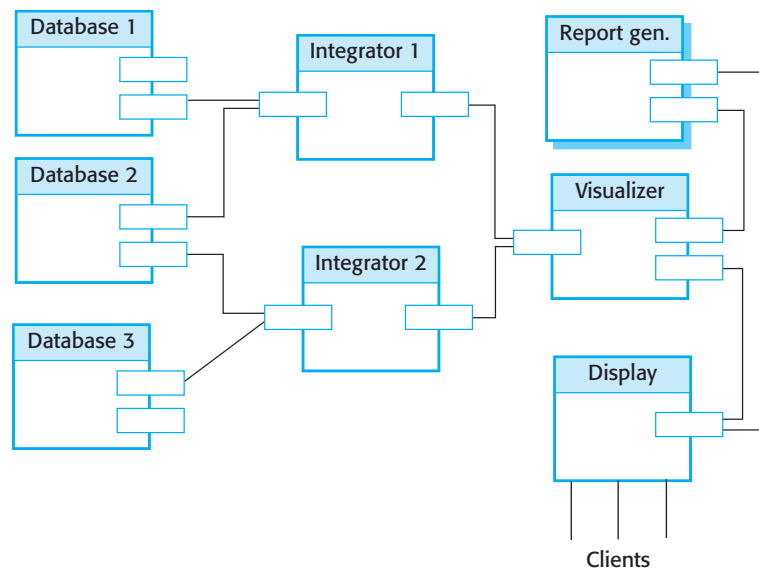 Database 1
Integrator 1
Report gen.
Database 2
Visualizer
Integrator 2
Database 3
Display
Clients